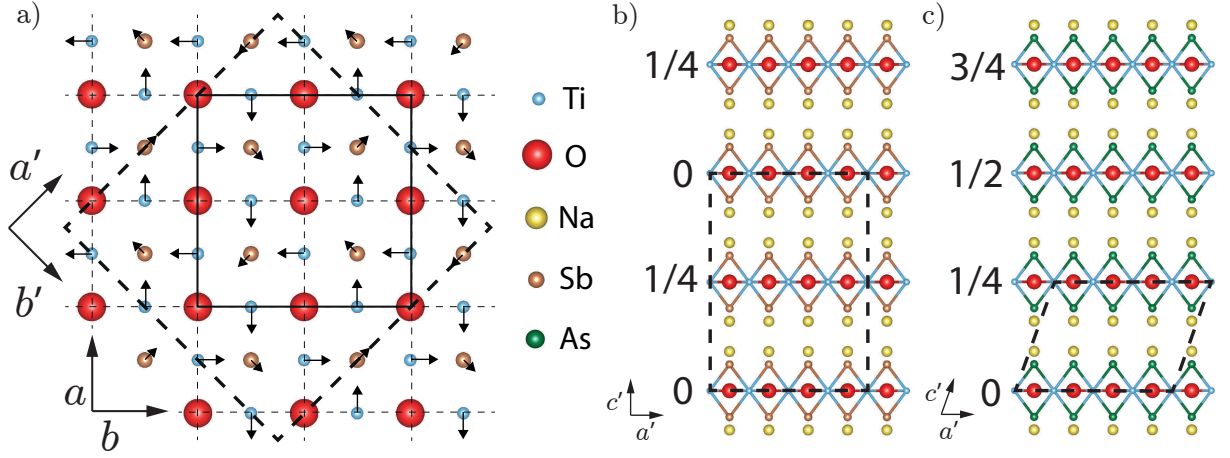 a)
a′
b′
a
b
Ti
O
Na
Sb
As
b)
1/4
0
1/4
0
c′
a′
c)
3/4
1/2
1/4
0
c′
a′